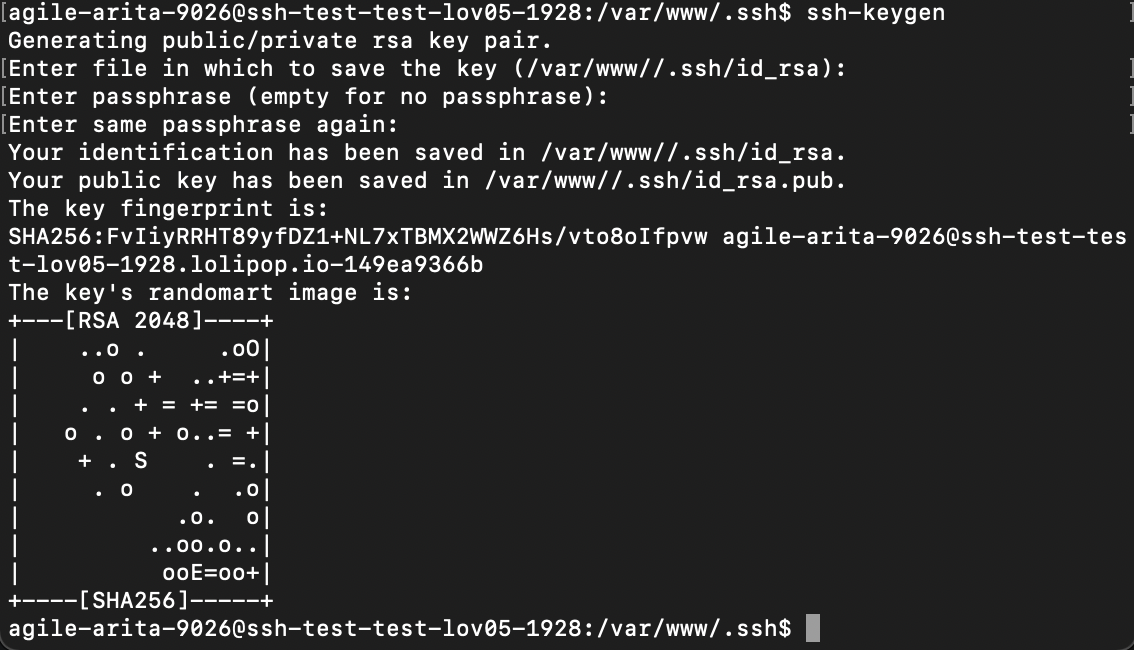 [agile-arita-9026@ssh-test-test-lov05-1928:/var/www/.ssh$ ssh-keygen ]
Generating public/private rsa key pair.
[Enter file in which to save the key (/var/www//.ssh/id_rsa): ]
[Enter passphrase (empty for no passphrase): ]
[Enter same passphrase again: ]
Your identification has been saved in /var/www//.ssh/id_rsa.
Your public key has been saved in /var/www//.ssh/id_rsa.pub.
The key fingerprint is:
SHA256:FvIiyRRHT89yfDZ1+NL7xTBMX2WWZ6Hs/vto8oIfpvw agile-arita-9026@ssh-test-tes
t-lov05-1928.lolipop.io-149ea9366b
The key's randomart image is:
+---[RSA 2048]----+
|    ..o .     .oO|
|     o o +  ..+=+|
|    . . + = += =o|
|   o . o + o..= +|
|    + . S    . =.|
|     . o    .  .o|
|           .o.  o|
|         ..oo.o..|
|          ooE=oo+|
+----[SHA256]-----+
agile-arita-9026@ssh-test-test-lov05-1928:/var/www/.ssh$